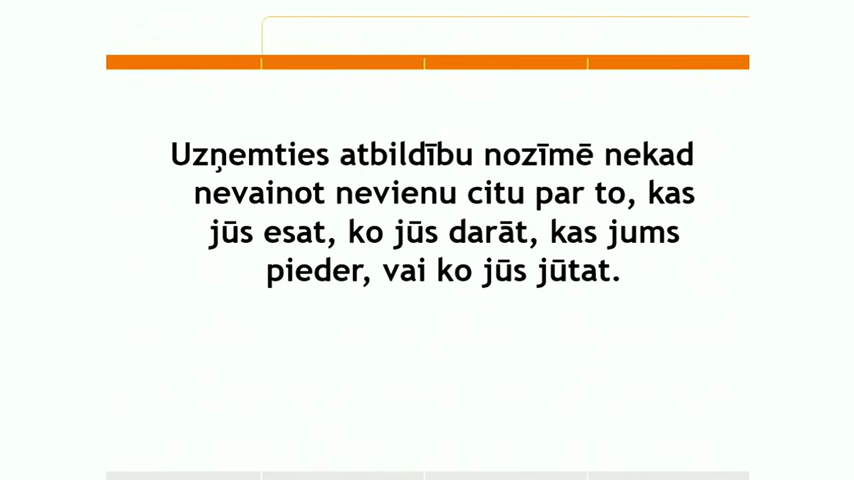 Uzņemties atbildību nozīmē nekad
nevainot nevienu citu par to, kas
jūs esat, ko jūs darāt, kas jums
pieder, vai ko jūs jūtat.